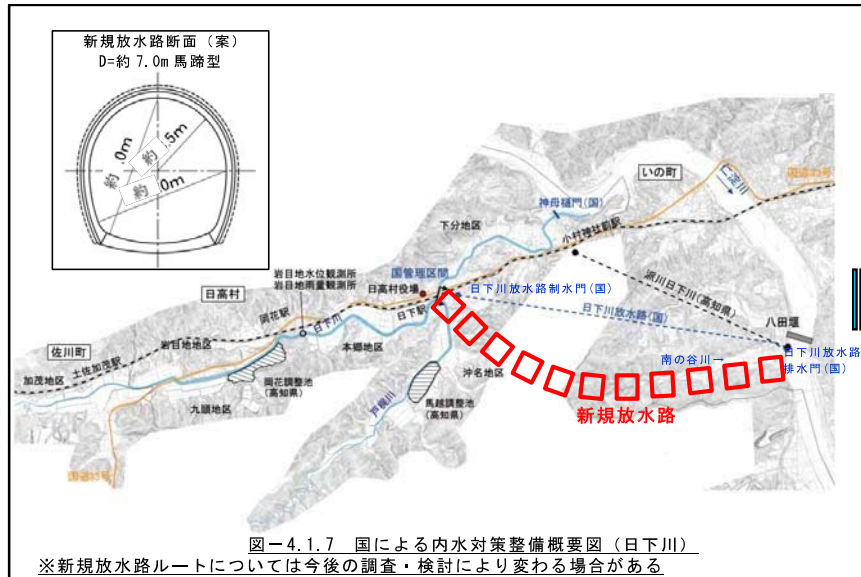 新規放水路断面（案）
D=約7.0m馬蹄型
約 .0m
約 .5m
約 .0m
いの町
仁淀川
国道33号
神母樋門(国)
下分地区
小村神社前駅
国管理区間
岩目地水位観測所
岩目地雨量観測所
日高村役場
日下川放水路制水門(国)
派川日下川(高知県)
日高村
岡花駅
日下川
日下駅
日下川放水路(国)
八田堰
佐川町
岩目地地区
本郷地区
土佐加茂駅
南の谷川→
日下川放水路
排水門(国)
加茂地区
岡花調整池
(高知県)
沖名地区
九頭地区
戸梶川
馬越調整池
(高知県)
新規放水路
国道33号
図－4.1.7 国による内水対策整備概要図（日下川）
※新規放水路ルートについては今後の調査・検討により変わる場合がある